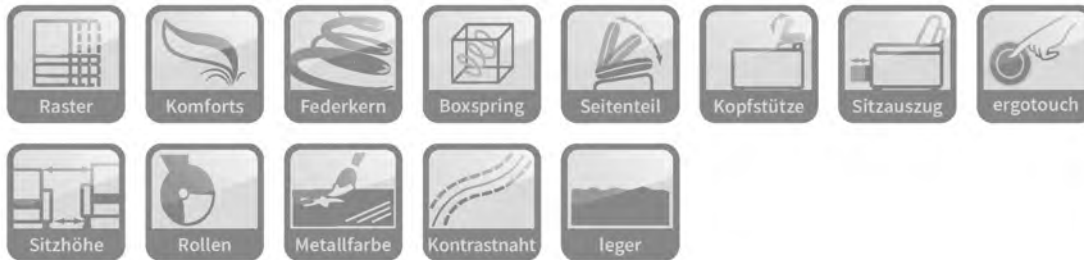 Raster Komforts Federkern Boxspring Seitenteil Kopfstütze Sitzauszug ergotouch
Sitzhöhe Rollen Metallfarbe Kontrastnaht leger